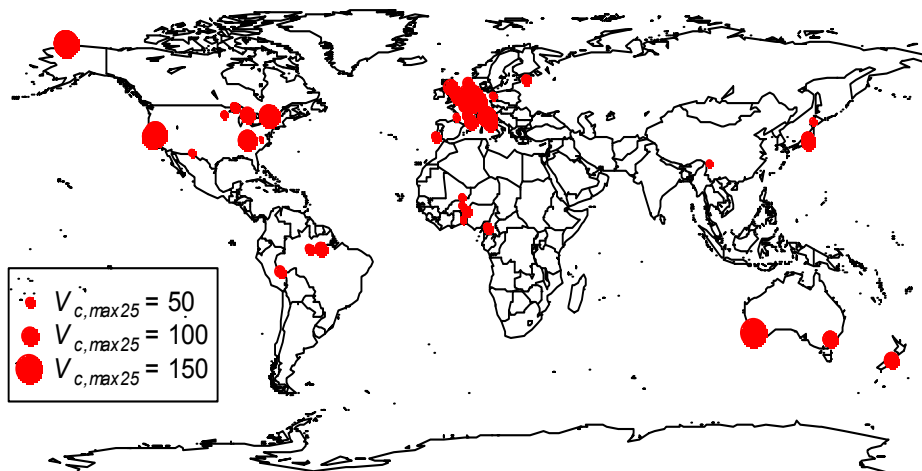 V c,max25 = 50
V c,max25 = 100
V c,max25 = 150